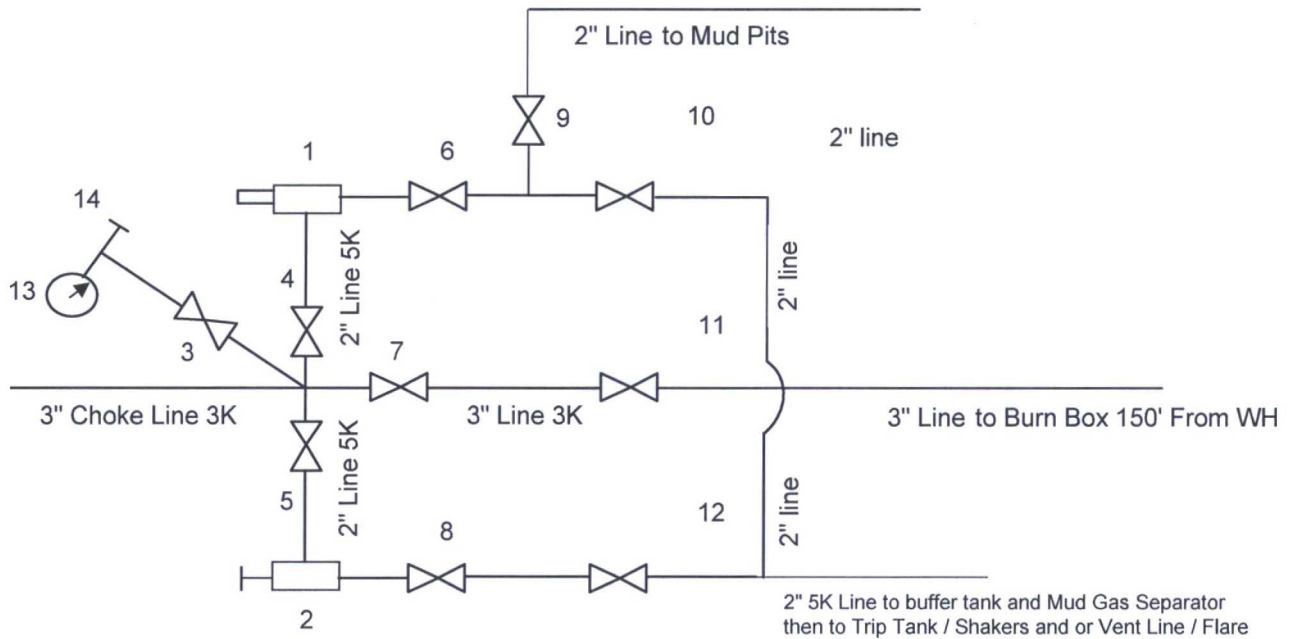 2" Line to Mud Pits
9
10
2" line
1
6
14
13
4
2" Line 5K
2" line
3
7
11
3" Choke Line 3K
3" Line 3K
3" Line to Burn Box 150' From WH
5
2" Line 5K
8
12
2" line
2
2" 5K Line to buffer tank and Mud Gas Separator
then to Trip Tank / Shakers and or Vent Line / Flare